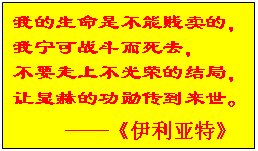 我的生命是不能贱卖的，
我宁可战斗而死去，
不要走上不光荣的结局，
让显赫的功勋传到来世。
——《伊利亚特》